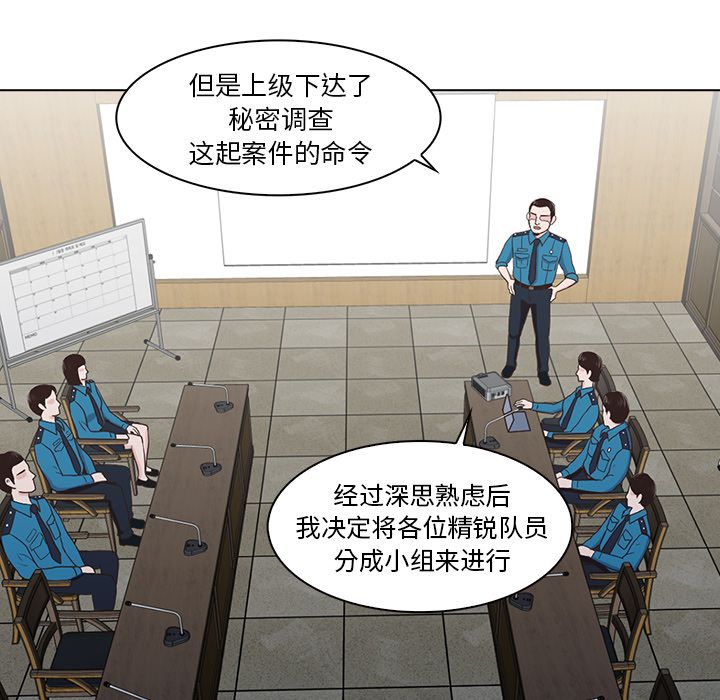 但是上级下达了
秘密调查
这起案件的命令
经过深思熟虑后
我决定将各位精锐队员
分成小组来进行